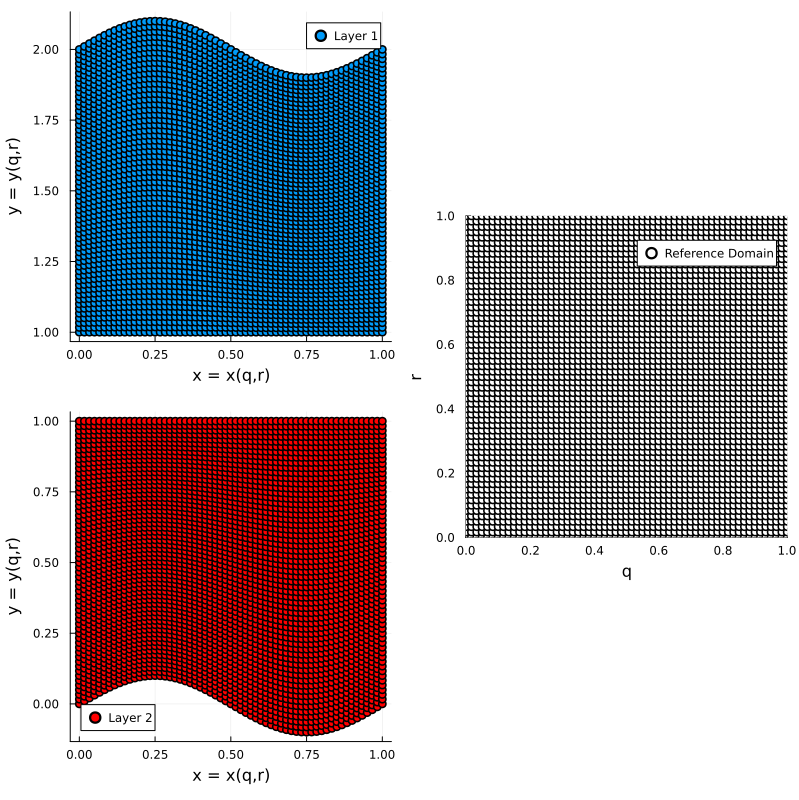 2.00
1.75
1.50
1.25
1.00
y = y(q,r)
Layer 1
0.00 0.25 0.50 0.75 1.00
x = x(q,r)
1.00
0.75
0.50
0.25
0.00
y = y(q,r)
Layer 2
0.00 0.25 0.50 0.75 1.00
x = x(q,r)
1.0
0.8
0.6
0.4
0.2
0.0
r
Reference Domain
0.0 0.2 0.4 0.6 0.8 1.0
q